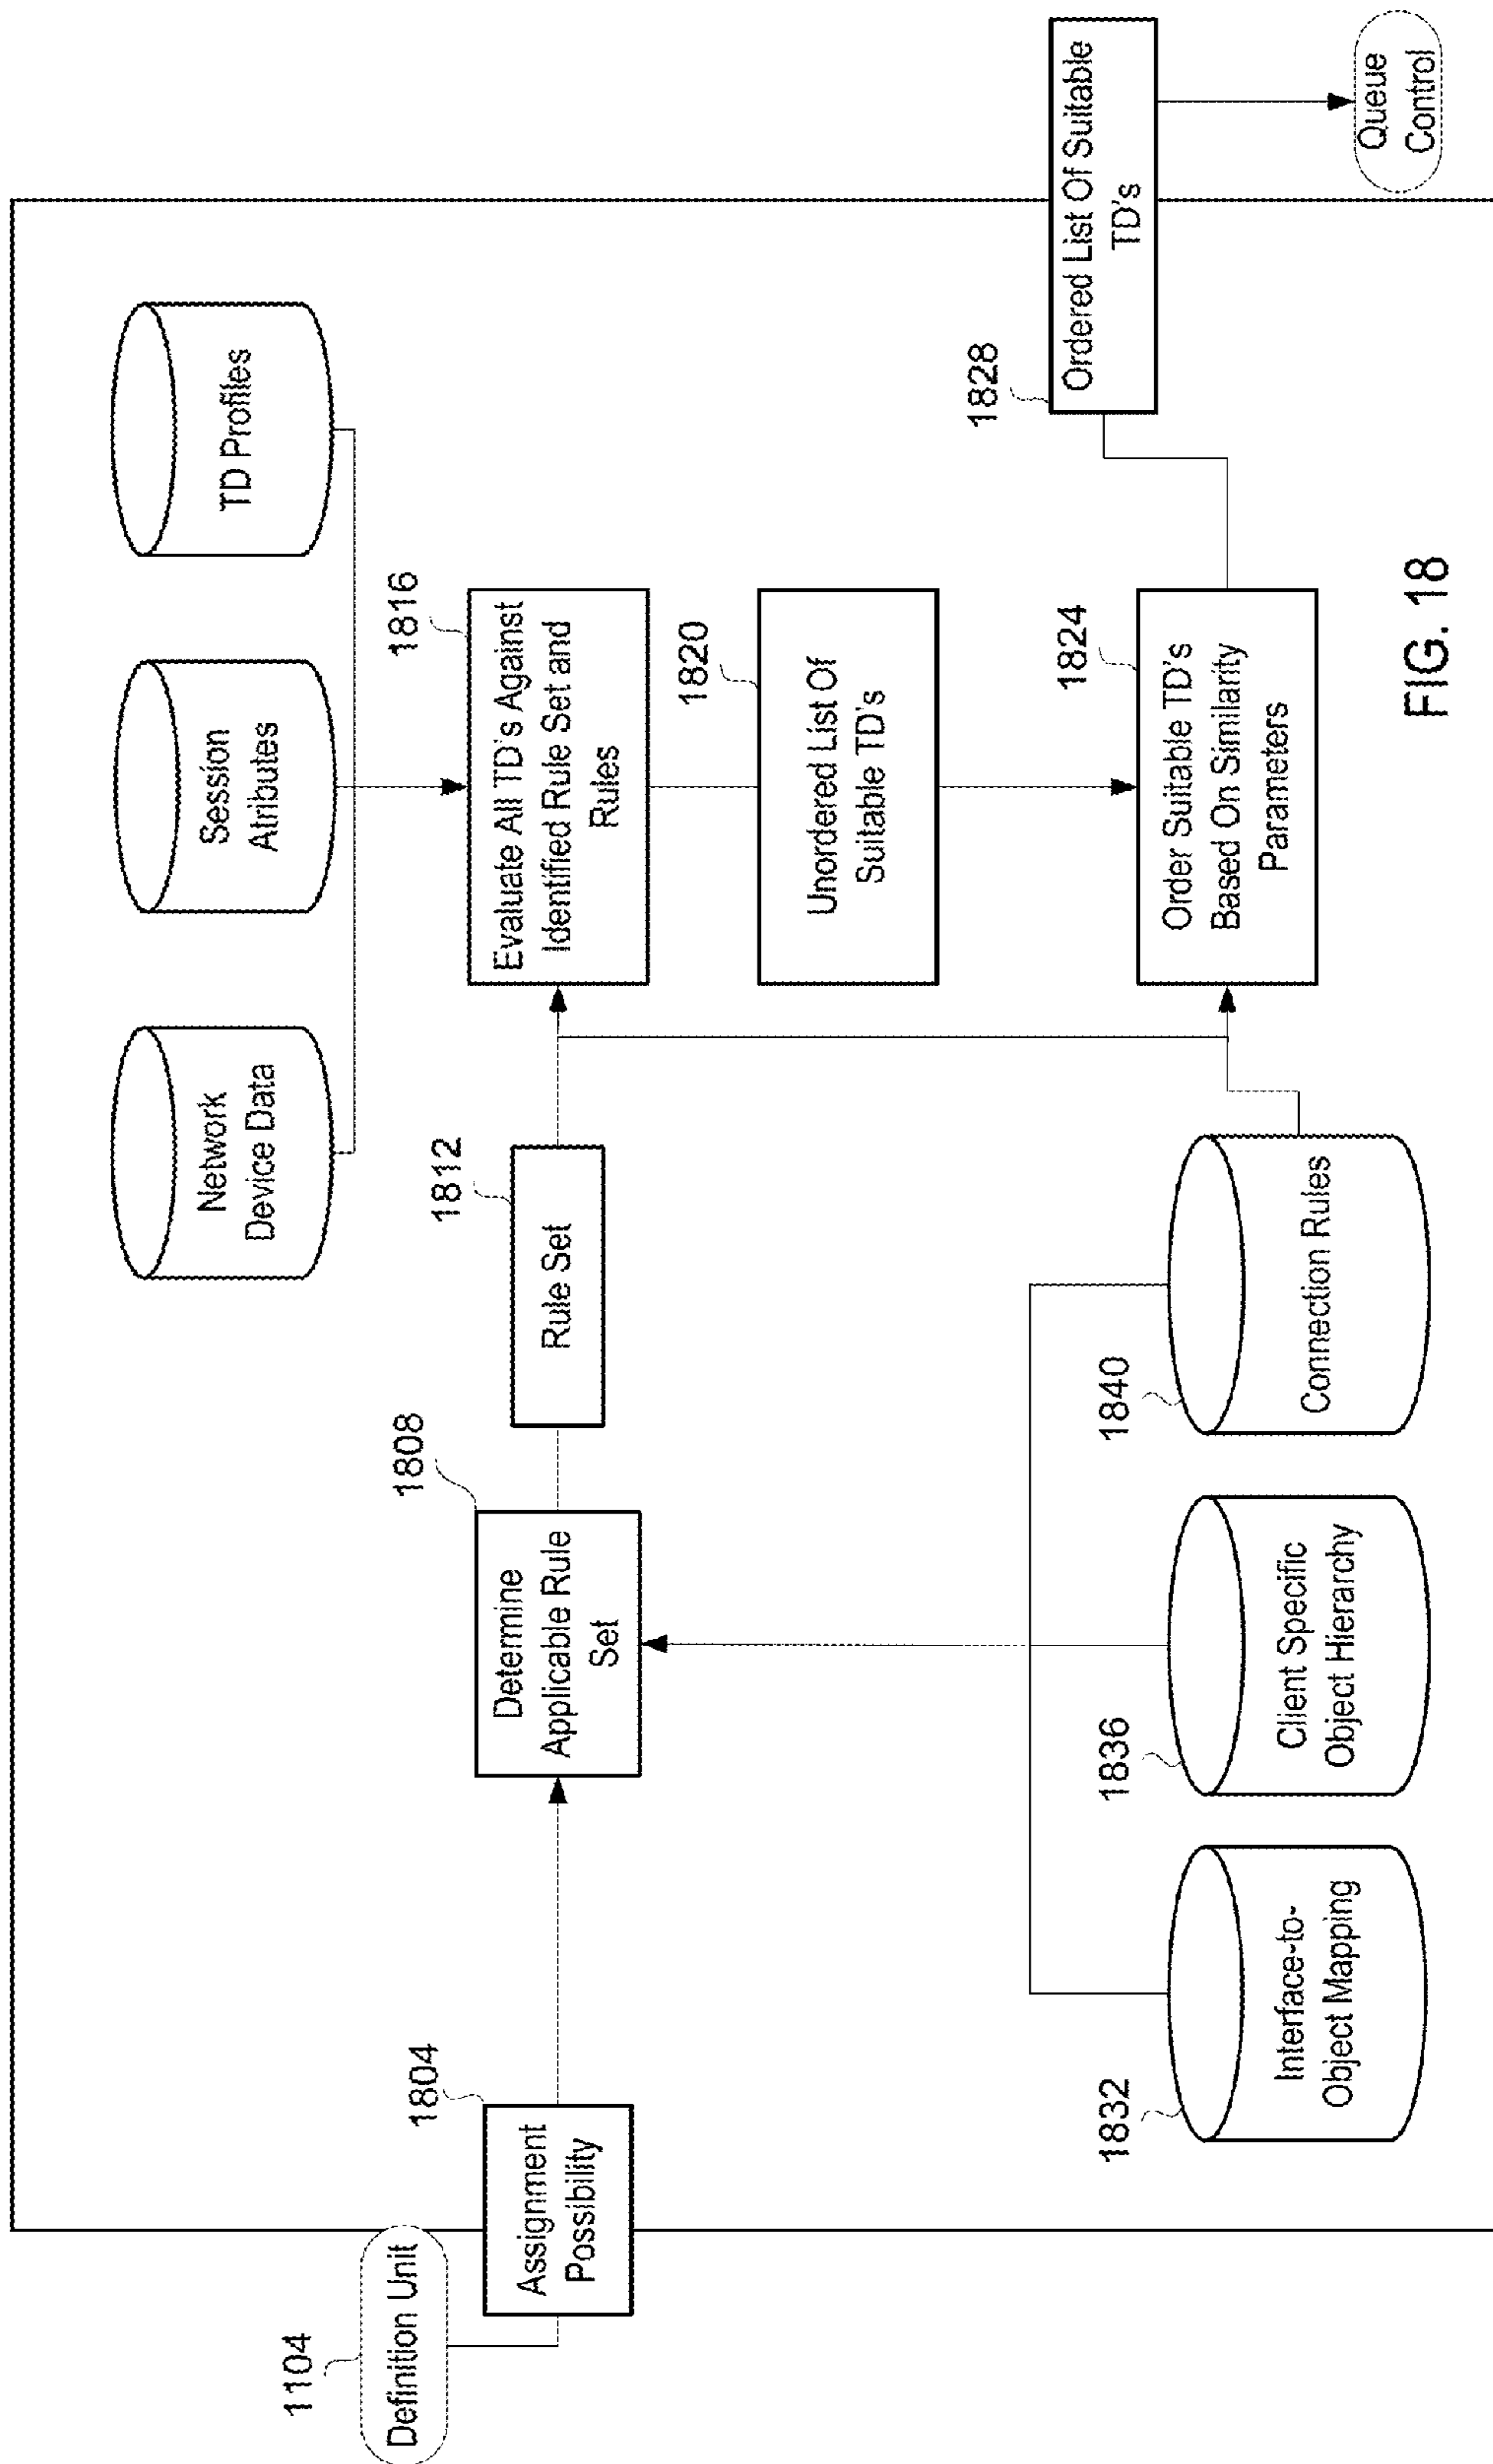 Network
Device Data
Session
Atributes
TD Profiles
1104
Definition Unit
1804
Assignment
Possibility
1808
Determine
Applicable Rule
Set
1812
Rule Set
1816
Evaluate All TD's Against
Identified Rule Set and
Rules
1820
Unordered List Of
Suitable TD's
1824
Order Suitable TD's
Based On Similarity
Parameters
1828
Ordered List Of Suitable
TD's
Queue
Control
1832
Interface-to-
Object Mapping
1836
Client Specific
Object Hierarchy
1840
Connection Rules
FIG. 18